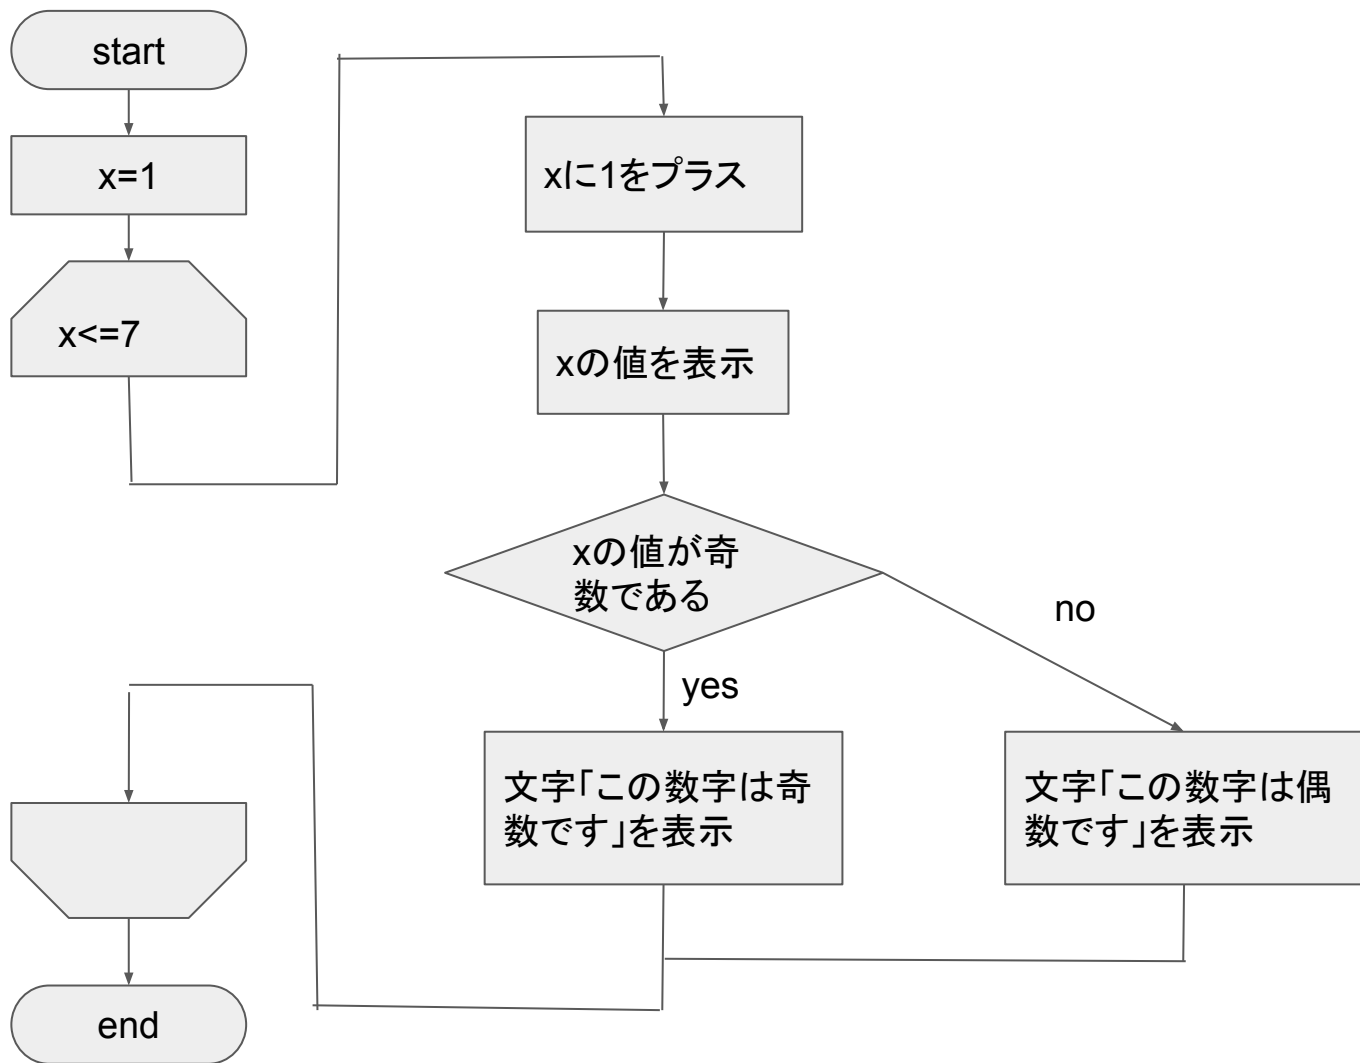 start
x=1
x<=7
xに1をプラス
xの値を表示
xの値が奇
数である
no
yes
文字「この数字は奇
数です」を表示
文字「この数字は偶
数です」を表示
end